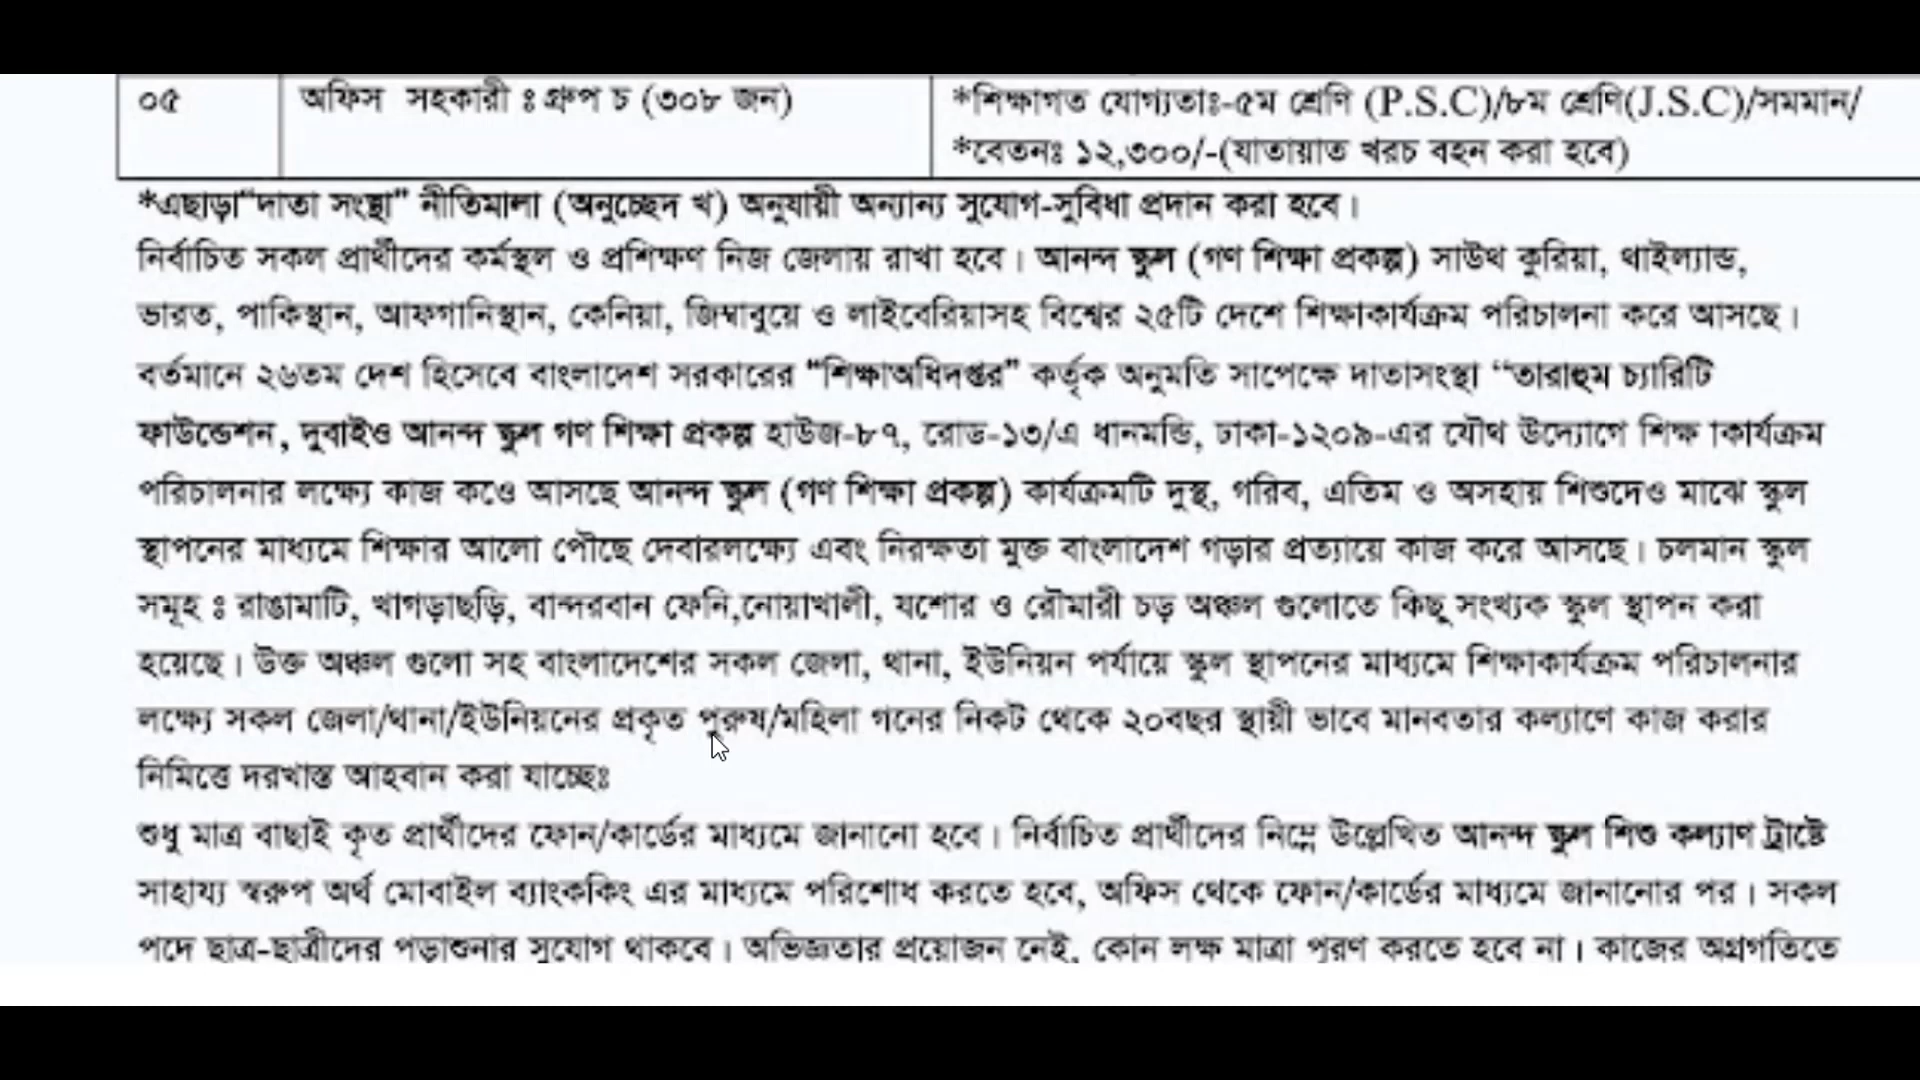 ০৫ অফিস সহকারী ঃ গ্রুপ চ (৩০৮ জন) *শিক্ষাগত যোগ্যতাঃ-৫ম শ্রেণি (P.S.C)/৮ম শ্রেণি(J.S.C)/সমমান/
*বেতনঃ ১২,৩০০/-(যাতায়াত খরচ বহন করা হবে)
*এছাড়া“দাতা সংস্থা” নীতিমালা (অনুচ্ছেদ খ) অনুযায়ী অন্যান্য সুযোগ-সুবিধা প্রদান করা হবে।
নির্বাচিত সকল প্রার্থীদের কর্মস্থল ও প্রশিক্ষণ নিজ জেলায় রাখা হবে। আনন্দ স্কুল (গণ শিক্ষা প্রকল্প) সাউথ কুরিয়া, থাইল্যান্ড,
ভারত, পাকিস্থান, আফগানিস্থান, কেনিয়া, জিম্বাবুয়ে ও লাইবেরিয়াসহ বিশ্বের ২৫টি দেশে শিক্ষাকার্যক্রম পরিচালনা করে আসছে।
বর্তমানে ২৬তম দেশ হিসেবে বাংলাদেশ সরকারের “শিক্ষাঅধিদপ্তর” কর্তৃক অনুমতি সাপেক্ষে দাতাসংস্থা “তারাহুম চ্যারিটি
ফাউন্ডেশন, দুবাইও আনন্দ স্কুল গণ শিক্ষা প্রকল্প হাউজ-৮৭, রোড-১৩/এ ধানমন্ডি, ঢাকা-১২০৯-এর যৌথ উদ্যোগে শিক্ষ াকার্যক্রম
পরিচালনার লক্ষ্যে কাজ কওে আসছে আনন্দ স্কুল (গণ শিক্ষা প্রকল্প) কার্যক্রমটি দুস্থ, গরিব, এতিম ও অসহায় শিশুদেও মাঝে স্কুল
স্থাপনের মাধ্যমে শিক্ষার আলো পৌছে দেবারলক্ষ্যে এবং নিরক্ষতা মুক্ত বাংলাদেশ গড়ার প্রত্যায়ে কাজ করে আসছে। চলমান স্কুল
সমূহ ঃ রাঙামাটি, খাগড়াছড়ি, বান্দরবান ফেনি,নোয়াখালী, যশোর ও রৌমারী চড় অঞ্চল গুলোতে কিছু সংখ্যক স্কুল স্থাপন করা
হয়েছে। উক্ত অঞ্চল গুলো সহ বাংলাদেশের সকল জেলা, থানা, ইউনিয়ন পর্যায়ে স্কুল স্থাপনের মাধ্যমে শিক্ষাকার্যক্রম পরিচালনার
লক্ষ্যে সকল জেলা/থানা/ইউনিয়নের প্রকৃত পুরুষ/মহিলা গনের নিকট থেকে ২০বছর স্থায়ী ভাবে মানবতার কল্যাণে কাজ করার
নিমিত্তে দরখাস্ত আহবান করা যাচ্ছেঃ
শুধু মাত্র বাছাই কৃত প্রার্থীদের ফোন/কার্ডের মাধ্যমে জানানো হবে। নির্বাচিত প্রার্থীদের নিম্নে উল্লেখিত আনন্দ স্কুল শিশু কল্যাণ ট্রাষ্টে
সাহায্য স্বরুপ অর্থ মোবাইল ব্যাংককিং এর মাধ্যমে পরিশোধ করতে হবে, অফিস থেকে ফোন/কার্ডের মাধ্যমে জানানোর পর। সকল
পদে ছাত্র-ছাত্রীদের পড়াশুনার সুযোগ থাকবে। অভিজ্ঞতার প্রয়োজন নেই, কোন লক্ষ মাত্রা পূরণ করতে হবে না। কাজের অগ্রগতিতে